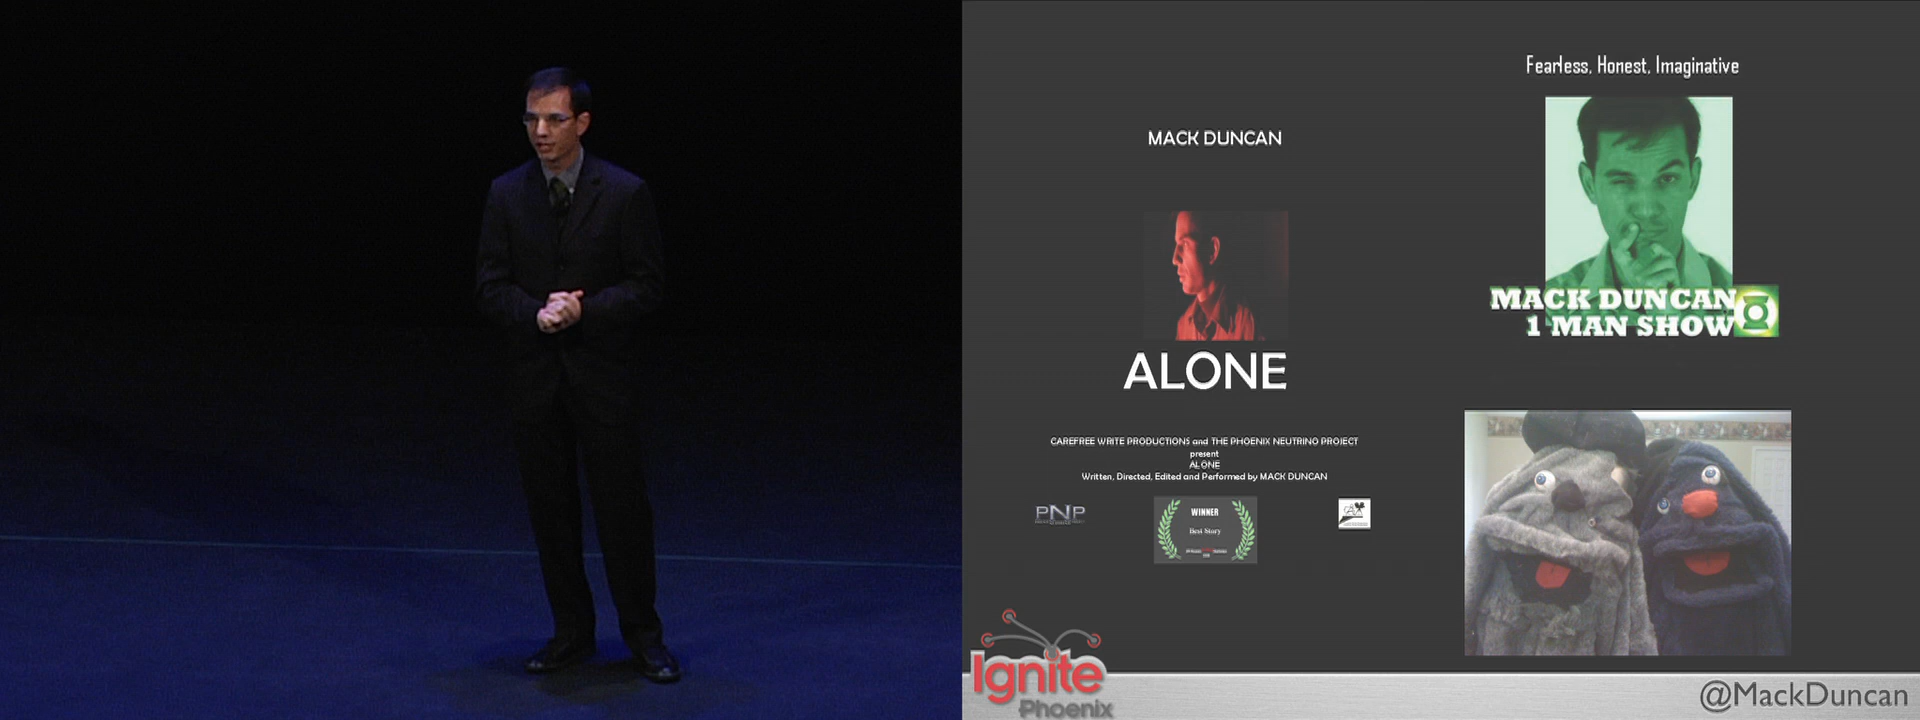 Fearless, Honest, Imaginative
MACK DUNCAN
MACK DUNCAN
1 MAN SHOW
ALONE
CAREFREE WRITE PRODUCTIONS and THE PHOENIX NEUTRINO PROJECT
present
ALONE
Written, Directed, Edited and Performed by MACK DUNCAN
PNP
WINNER
Best Story
Ignite
Phoenix
@MackDuncan